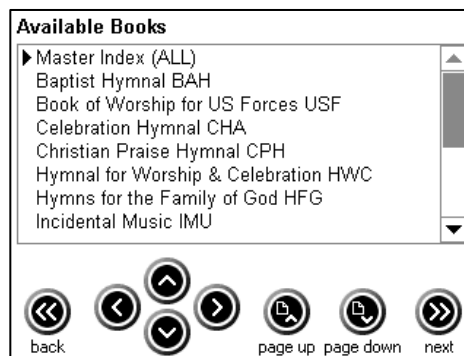 Available Books
Master Index (ALL)
Baptist Hymnal BAH
Book of Worship for US Forces USF
Celebration Hymnal CHA
Christian Praise Hymnal CPH
Hymnal for Worship & Celebration HWC
Hymns for the Family of God HFG
Incidental Music IMU
back
page up
page down
next